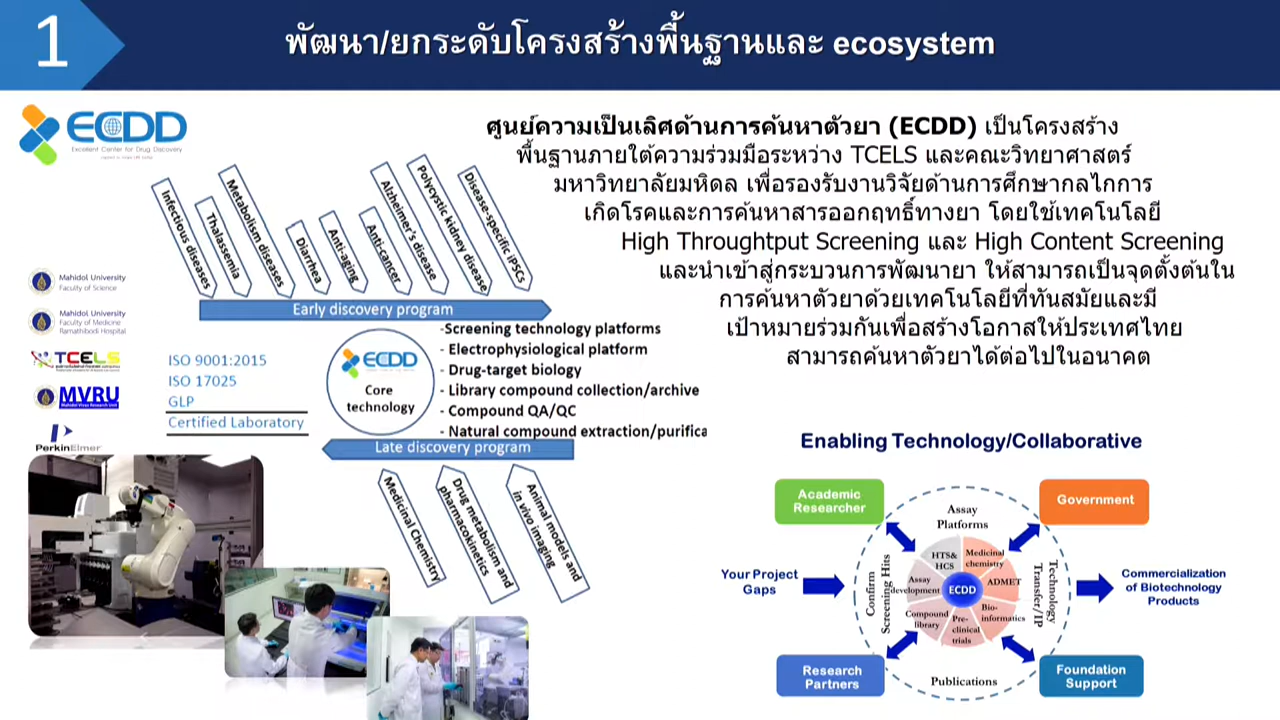 1
พัฒนา/ยกระดับโครงสร้างพื้นฐานและ ecosystem
ECDD
Excellent Center for Drug Discovery
ศูนย์ความเป็นเลิศด้านการค้นหาตัวยา (ECDD) เป็นโครงสร้าง
พื้นฐานภายใต้ความร่วมมือระหว่าง TCELS และคณะวิทยาศาสตร์
มหาวิทยาลัยมหิดล เพื่อรองรับงานวิจัยด้านการศึกษากลไกการ
เกิดโรคและการค้นหาสารออกฤทธิ์ทางยา โดยใช้เทคโนโลยี
High Throughtput Screening และ High Content Screening
และนำเข้าสู่กระบวนการพัฒนายา ให้สามารถเป็นจุดตั้งต้นใน
การค้นหาตัวยาด้วยเทคโนโลยีที่ทันสมัยและมี
เป้าหมายร่วมกันเพื่อสร้างโอกาสให้ประเทศไทย
สามารถค้นหาตัวยาได้ต่อไปในอนาคต
Infectious diseases
Thalassemia
Metabolism diseases
Diarrhea
Anti-aging
Anti-cancer
Alzheimer's disease
Polycystic kidney disease
Disease-specific iPSCs
Early discovery program
Mahidol University
Faculty of Science
Mahidol University
Faculty of Medicine
Ramathibodi Hospital
TCELS
MVRU
Mahidol Virus Research Unit
PerkinElmer
ISO 9001:2015
ISO 17025
GLP
Certified Laboratory
ECDD
Core
technology
-Screening technology platforms
- Electrophysiological platform
- Drug-target biology
- Library compound collection/archive
- Compound QA/QC
- Natural compound extraction/purifica
Late discovery program
Medicinal Chemistry
Drug metabolism and
pharmacokinetics
Animal models and
in vivo imaging
Enabling Technology/Collaborative
Academic
Researcher
Government
Assay
Platforms
Your Project
Gaps
Confirm
Screening Hits
HTS&
HCS
Medicinal
chemistry
Assay
development
ADMET
ECDD
Compound
library
Bio-
informatics
Pre-
clinical
trials
Technology
Transfer/IP
Commercialization
of Biotechnology
Products
Research
Partners
Publications
Foundation
Support